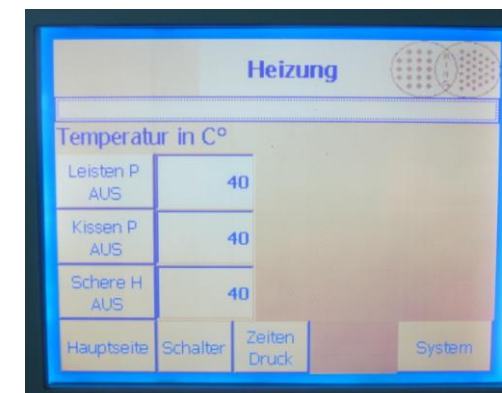 Heizung
Temperatur in C°
Leisten P
AUS
40
Kissen P
AUS
40
Schere H
AUS
40
Hauptseite
Schalter
Zeiten
Druck
System